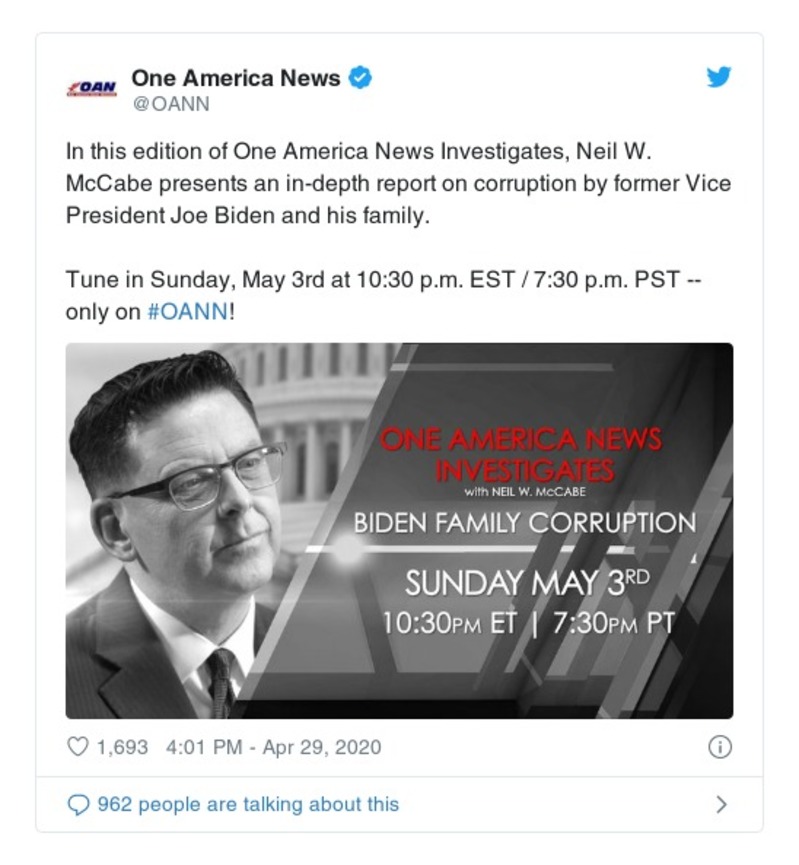 OAN
One America News
@OANN
In this edition of One America News Investigates, Neil W.
McCabe presents an in-depth report on corruption by former Vice
President Joe Biden and his family.
Tune in Sunday, May 3rd at 10:30 p.m. EST / 7:30 p.m. PST --
only on #OANN!
ONE AMERICA NEWS
INVESTIGATES
with NEIL W. McCABE
BIDEN FAMILY CORRUPTION
SUNDAY MAY 3RD
10:30PM ET | 7:30PM PT
1,693 4:01 PM - Apr 29, 2020
962 people are talking about this